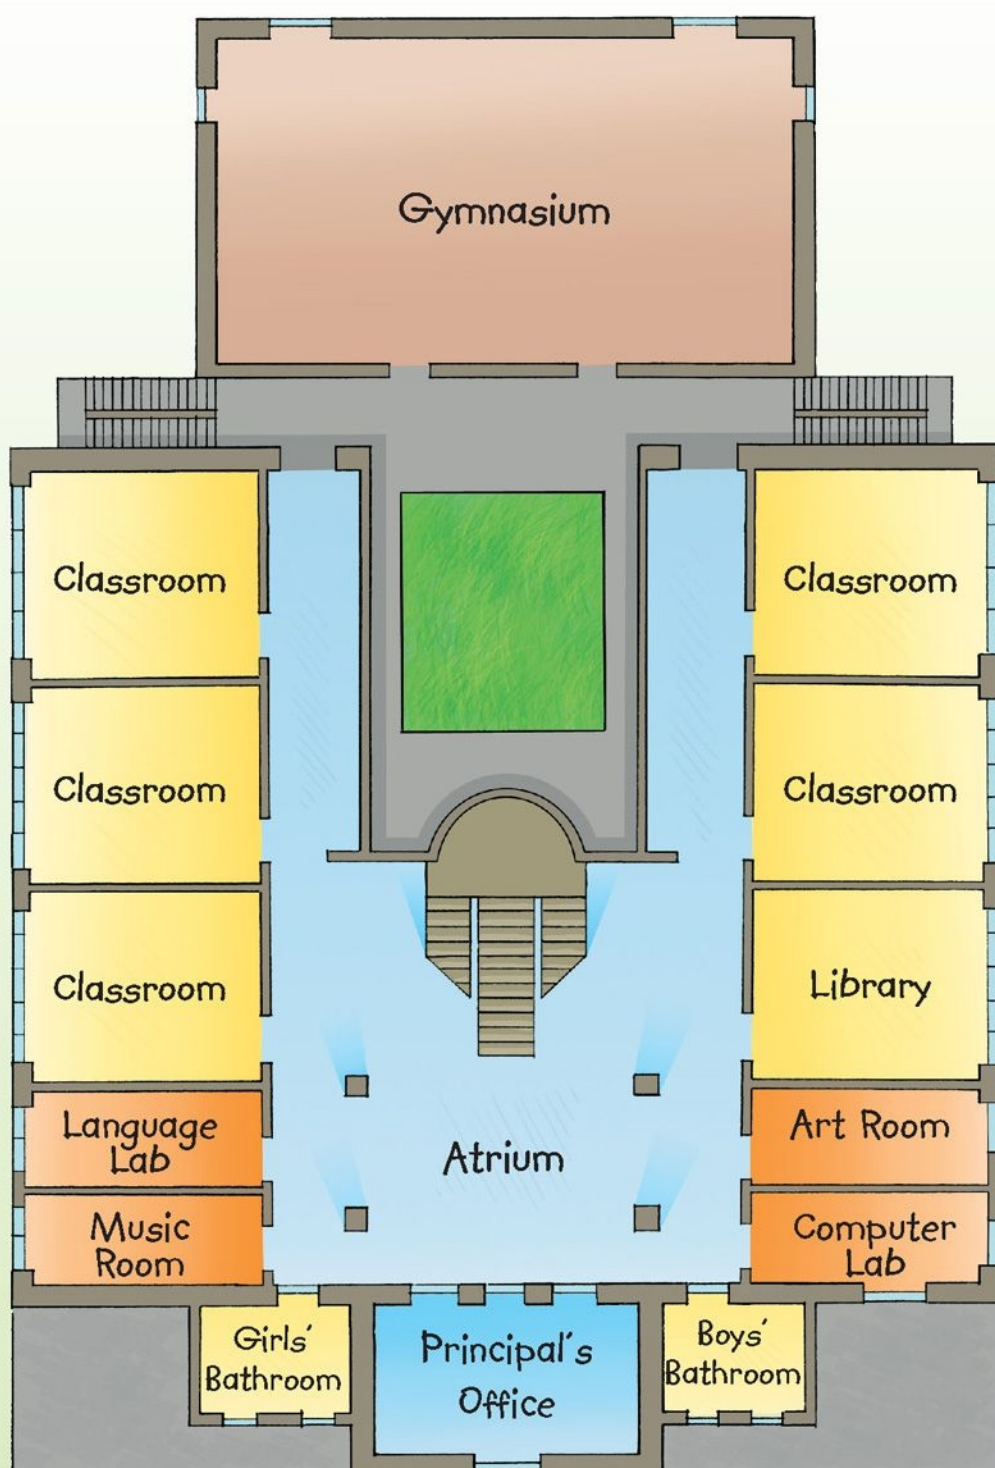 Gymnasium
Classroom
Classroom
Classroom
Classroom
Classroom
Library
Language
Lab
Art Room
Atrium
Music
Room
Computer
Lab
Girls'
Bathroom
Principal's
Office
Boys'
Bathroom